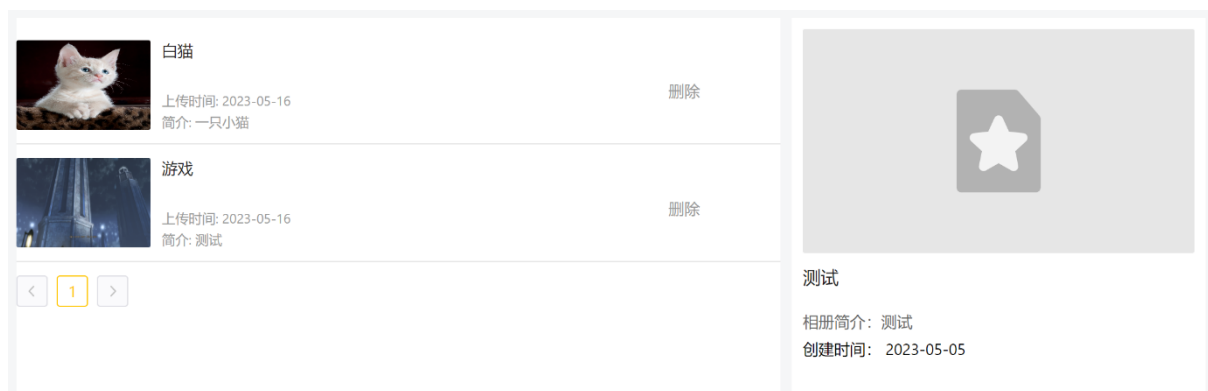 白猫
上传时间: 2023-05-16
简介: 一只小猫
删除
游戏
上传时间: 2023-05-16
简介: 测试
删除
1
测试
相册简介：测试
创建时间： 2023-05-05